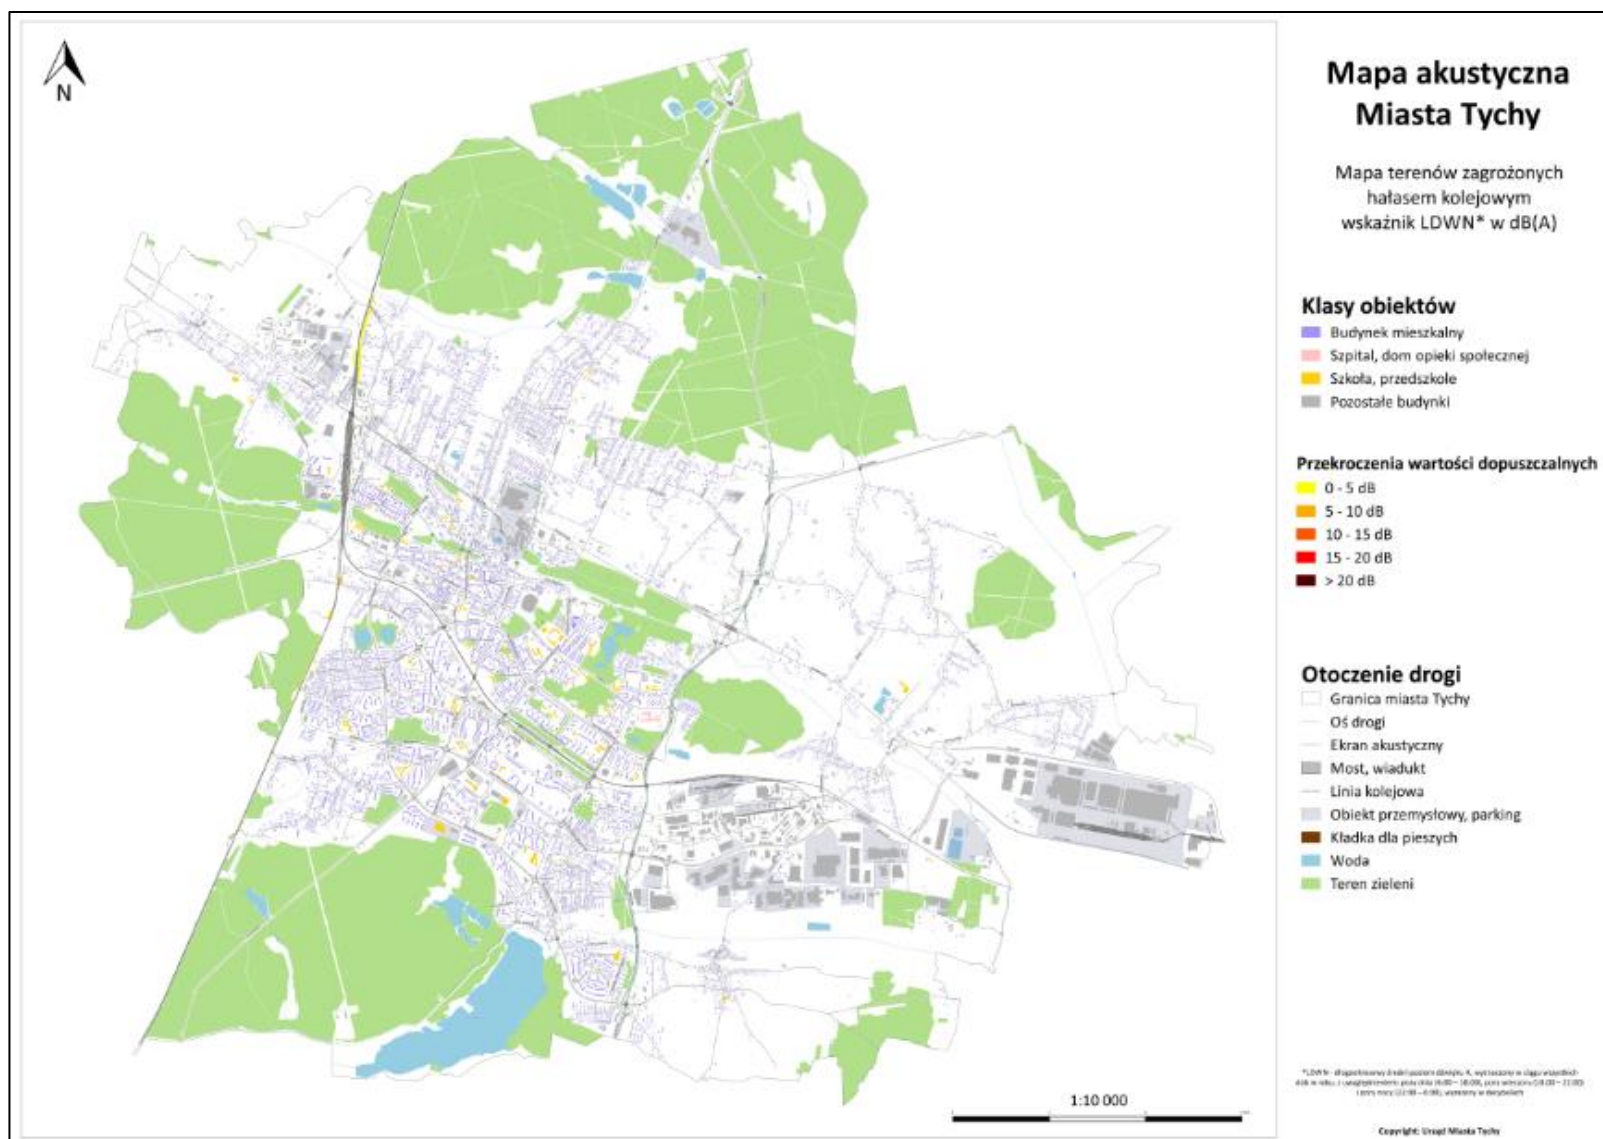 N
Mapa akustyczna
Miasta Tychy
Mapa terenów zagrożonych
hałasem kolejowym
wskaźnik LDWN* w dB(A)
Klasy obiektów
Budynek mieszkalny
Szpital, dom opieki społecznej
Szkoła, przedszkole
Pozostałe budynki
Przekroczenia wartości dopuszczalnych
0 - 5 dB
5 - 10 dB
10 - 15 dB
15 - 20 dB
> 20 dB
Otoczenie drogi
Granica miasta Tychy
Oś drogi
Ekran akustyczny
Most, wiadukt
Linia kolejowa
Obiekt przemysłowy, parking
Kładka dla pieszych
Woda
Teren zieleni
1:10 000
Copyright: Urząd Miasta Tychy